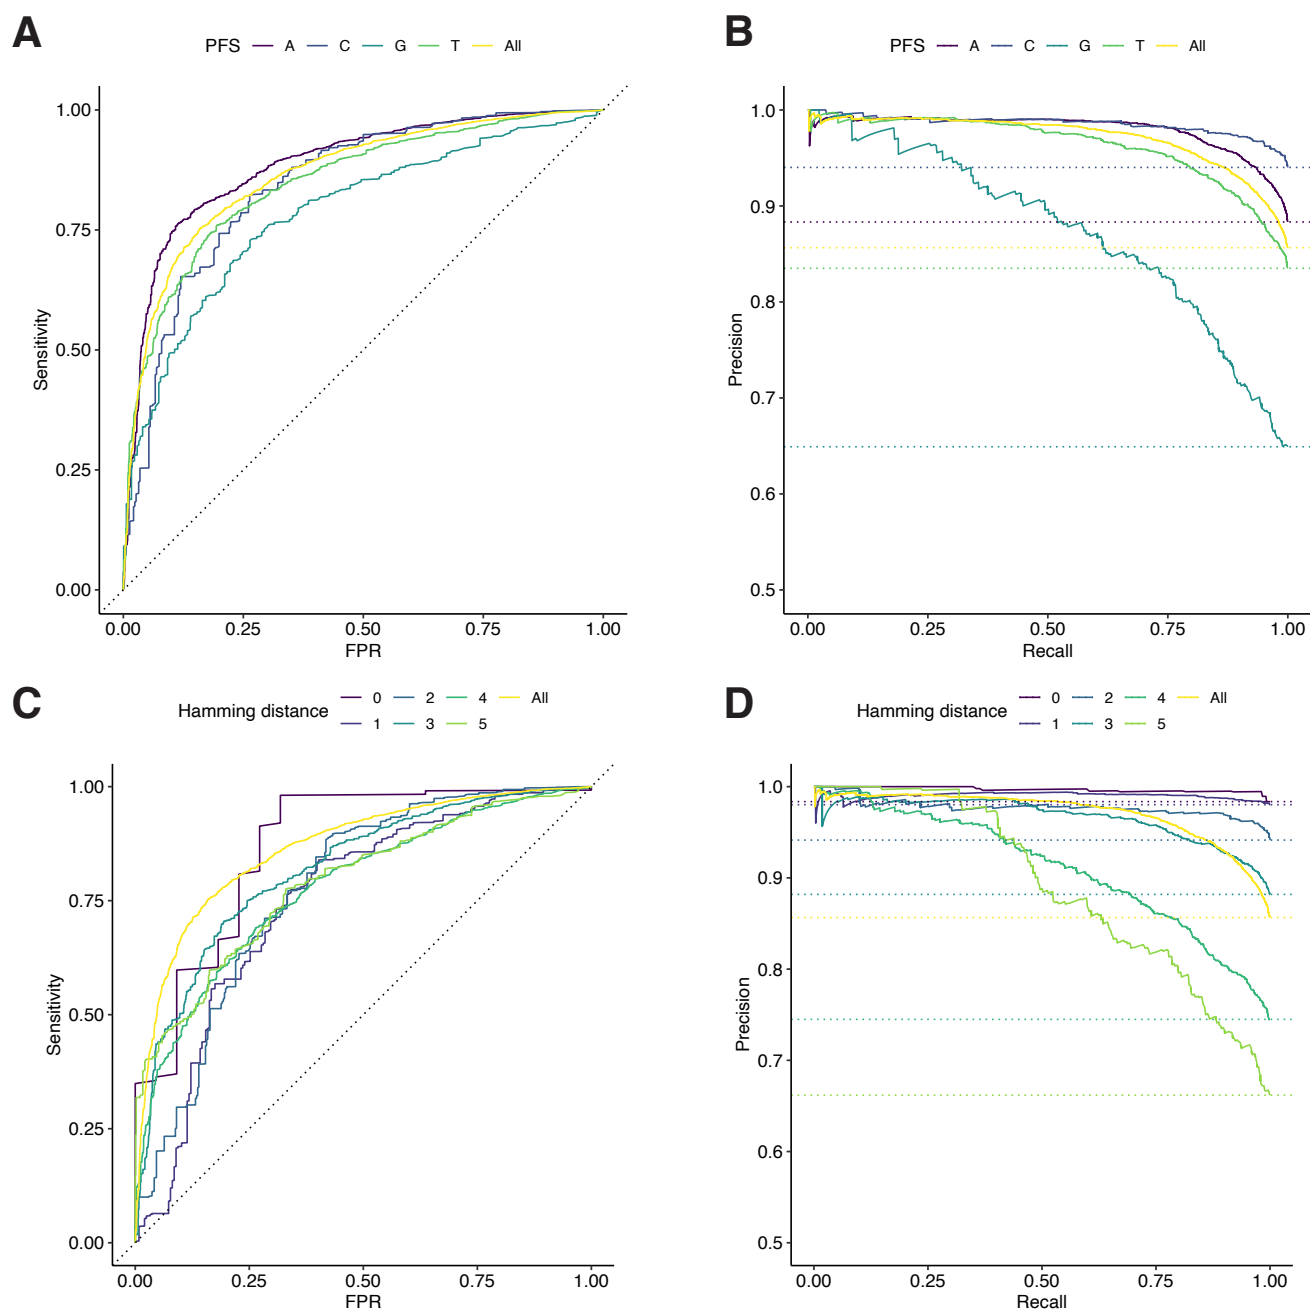 A
PFS A C G T All
1.00
0.75
0.50
0.25
0.00
Sensitivity
0.00 0.25 0.50 0.75 1.00
FPR
B
PFS A C G T All
1.0
0.9
0.8
0.7
0.6
0.5
Precision
0.00 0.25 0.50 0.75 1.00
Recall
C
Hamming distance
0 2 4 All
1 3 5
1.00
0.75
0.50
0.25
0.00
Sensitivity
0.00 0.25 0.50 0.75 1.00
FPR
D
Hamming distance
0 2 4 All
1 3 5
1.0
0.9
0.8
0.7
0.6
0.5
Precision
0.00 0.25 0.50 0.75 1.00
Recall